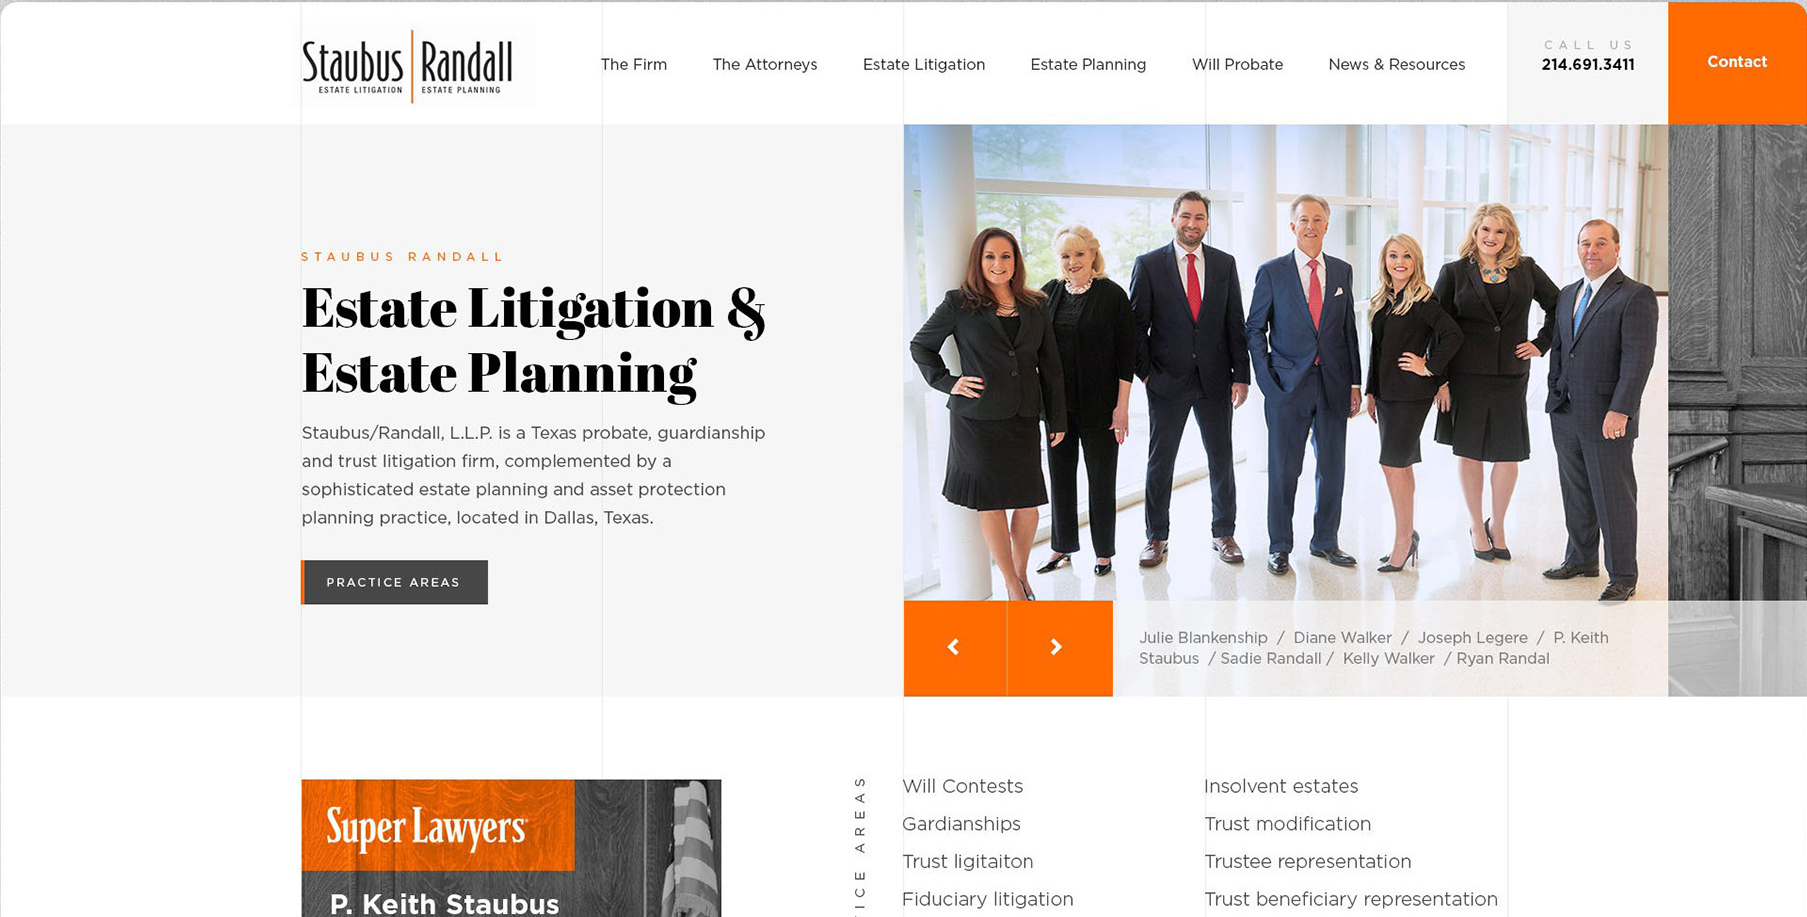 Staubus Randall
ESTATE LITIGATION ESTATE PLANNING
The Firm
The Attorneys
Estate Litigation
Estate Planning
Will Probate
News & Resources
CALL US
214.691.3411
Contact
STAUBUS RANDALL
Estate Litigation &
Estate Planning
Staubus/Randall, L.L.P. is a Texas probate, guardianship
and trust litigation firm, complemented by a
sophisticated estate planning and asset protection
planning practice, located in Dallas, Texas.
PRACTICE AREAS
Julie Blankenship / Diane Walker / Joseph Legere / P. Keith
Staubus / Sadie Randall / Kelly Walker / Ryan Randal
Super Lawyers
P. Keith Staubus
TICE AREAS
Will Contests
Gardianships
Trust ligitaiton
Fiduciary litigation
Insolvent estates
Trust modification
Trustee representation
Trust beneficiary representation